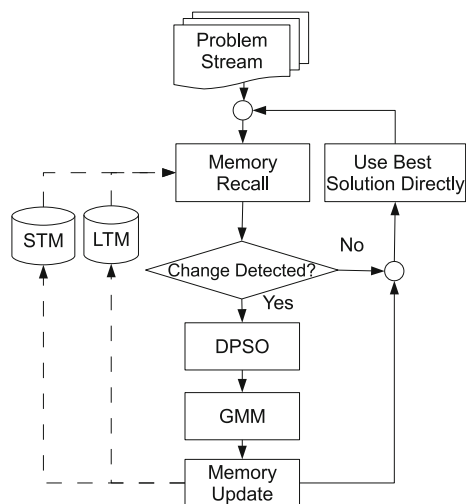 Problem
Stream
Memory
Recall
Use Best
Solution Directly
STM
LTM
Change Detected?
No
Yes
DPSO
GMM
Memory
Update